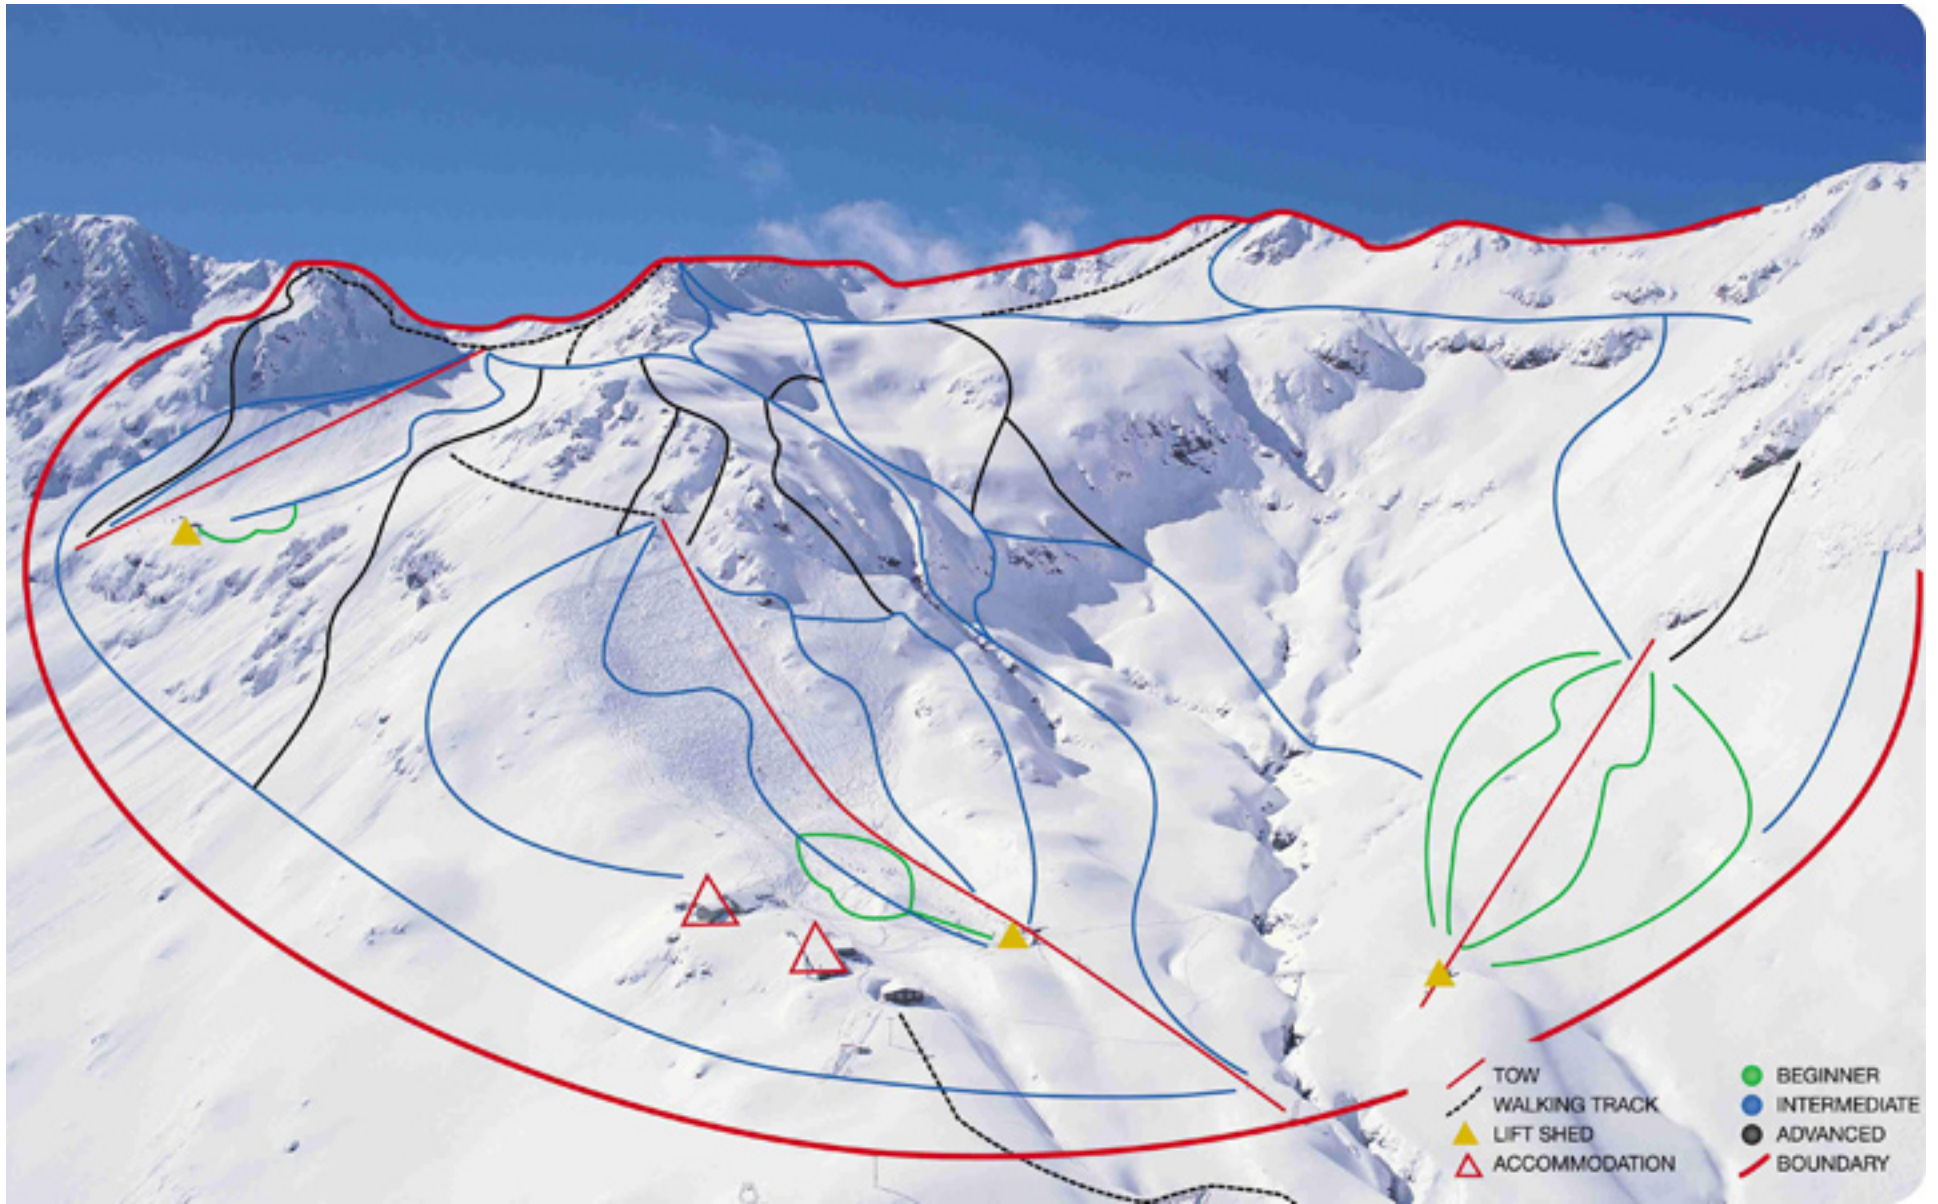 TOW
WALKING TRACK
LIFT SHED
ACCOMMODATION
BEGINNER
INTERMEDIATE
ADVANCED
BOUNDARY